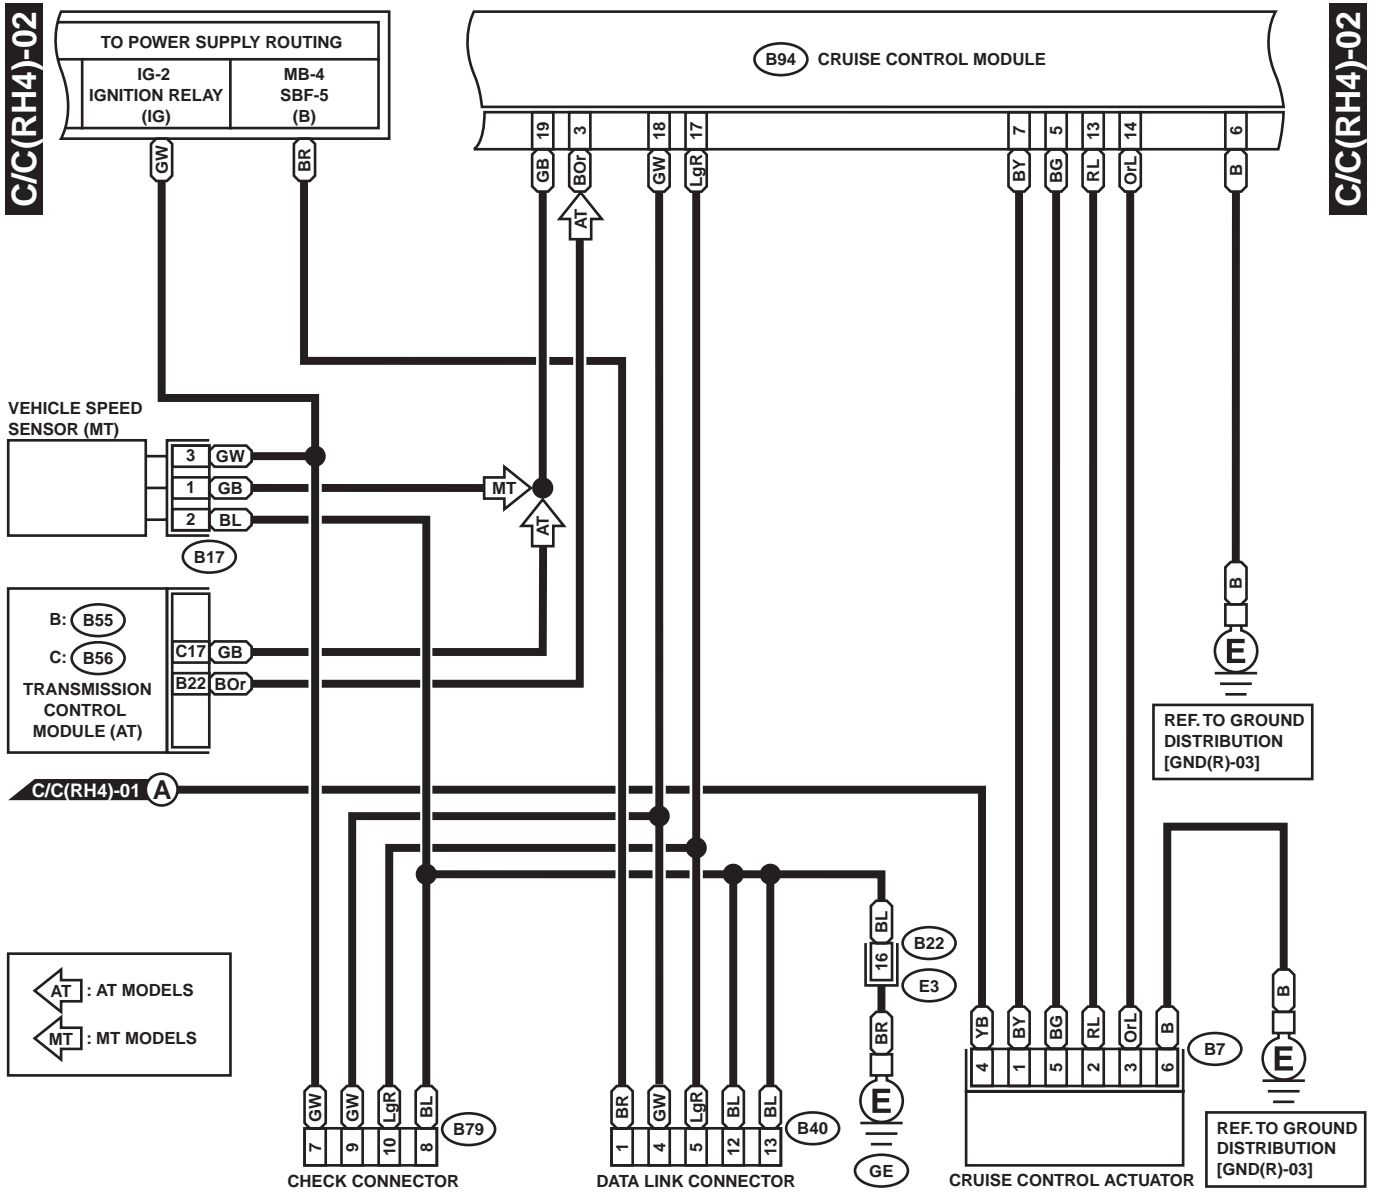 C/C(RH4)-02
C/C(RH4)-02
TO POWER SUPPLY ROUTING
IG-2
IGNITION RELAY
(IG)
MB-4
SBF-5
(B)
B94 CRUISE CONTROL MODULE
19 3 18 17 7 5 13 14 6
GW BR GB BOr GW LgR BY BG RL OrL B
AT
VEHICLE SPEED
SENSOR (MT)
3 GW
1 GB MT
2 BL
AT
B17
B: B55
C: B56
TRANSMISSION
CONTROL
MODULE (AT)
C17 GB
B22 BOr
B
E
REF. TO GROUND
DISTRIBUTION
[GND(R)-03]
C/C(RH4)-01 A
BL
16
B22
E3
BR
E
GE
AT : AT MODELS
MT : MT MODELS
GW GW LgR BL
7 9 10 8
B79
CHECK CONNECTOR
BR GW LgR BL BL
1 4 5 12 13
B40
DATA LINK CONNECTOR
YB BY BG RL OrL B
4 1 5 2 3 6
B7
CRUISE CONTROL ACTUATOR
B
E
REF. TO GROUND
DISTRIBUTION
[GND(R)-03]